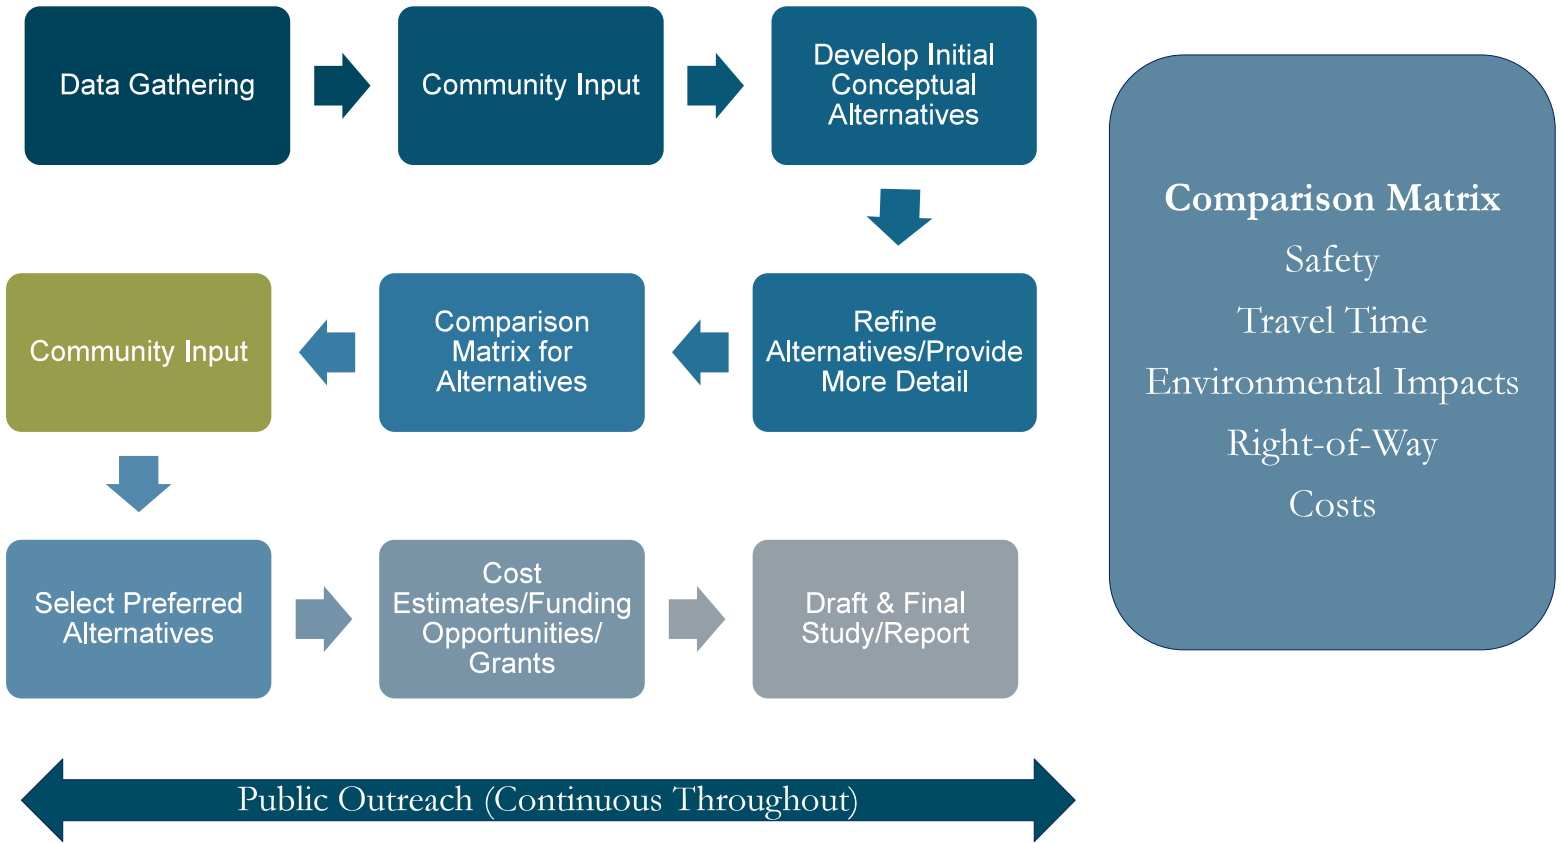 Data Gathering
Community Input
Develop Initial
Conceptual
Alternatives
Community Input
Comparison
Matrix for
Alternatives
Refine
Alternatives/Provide
More Detail
Select Preferred
Alternatives
Cost
Estimates/Funding
Opportunities/
Grants
Draft & Final
Study/Report
Public Outreach (Continuous Throughout)
Comparison Matrix
Safety
Travel Time
Environmental Impacts
Right-of-Way
Costs